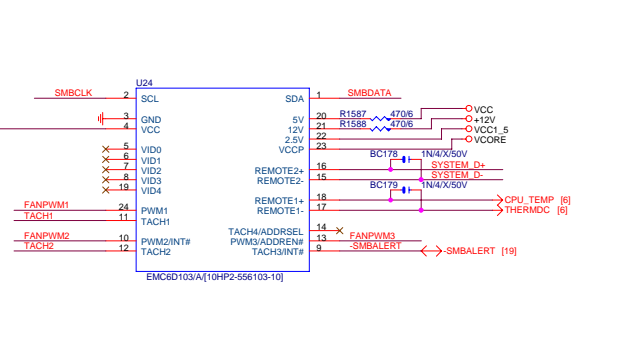 U24
SMBCLK 2 SCL SDA 1 SMBDATA
3 GND 5V 20 R1587 470/6 VCC
4 VCC 12V 21 R1588 470/6 +12V
2.5V 22 VCC1_5
5 VID0 VCCP 23 VCORE
6 VID1 BC178 1N/4/X/50V
7 VID2 REMOTE2+ 16 SYSTEM_D+
8 VID3 REMOTE2- 15 SYSTEM_D-
19 VID4 BC179 1N/4/X/50V
FANPWM1 24 PWM1 REMOTE1+ 18 CPU_TEMP [6]
TACH1 11 TACH1 REMOTE1- 17 THERMDC [6]
TACH4/ADDRSEL 14
FANPWM2 10 PWM2/INT# PWM3/ADDREN# 13 FANPWM3
TACH2 12 TACH2 TACH3/INT# 9 -SMBALERT -SMBALERT [19]
EMC6D103/A/[10HP2-556103-10]